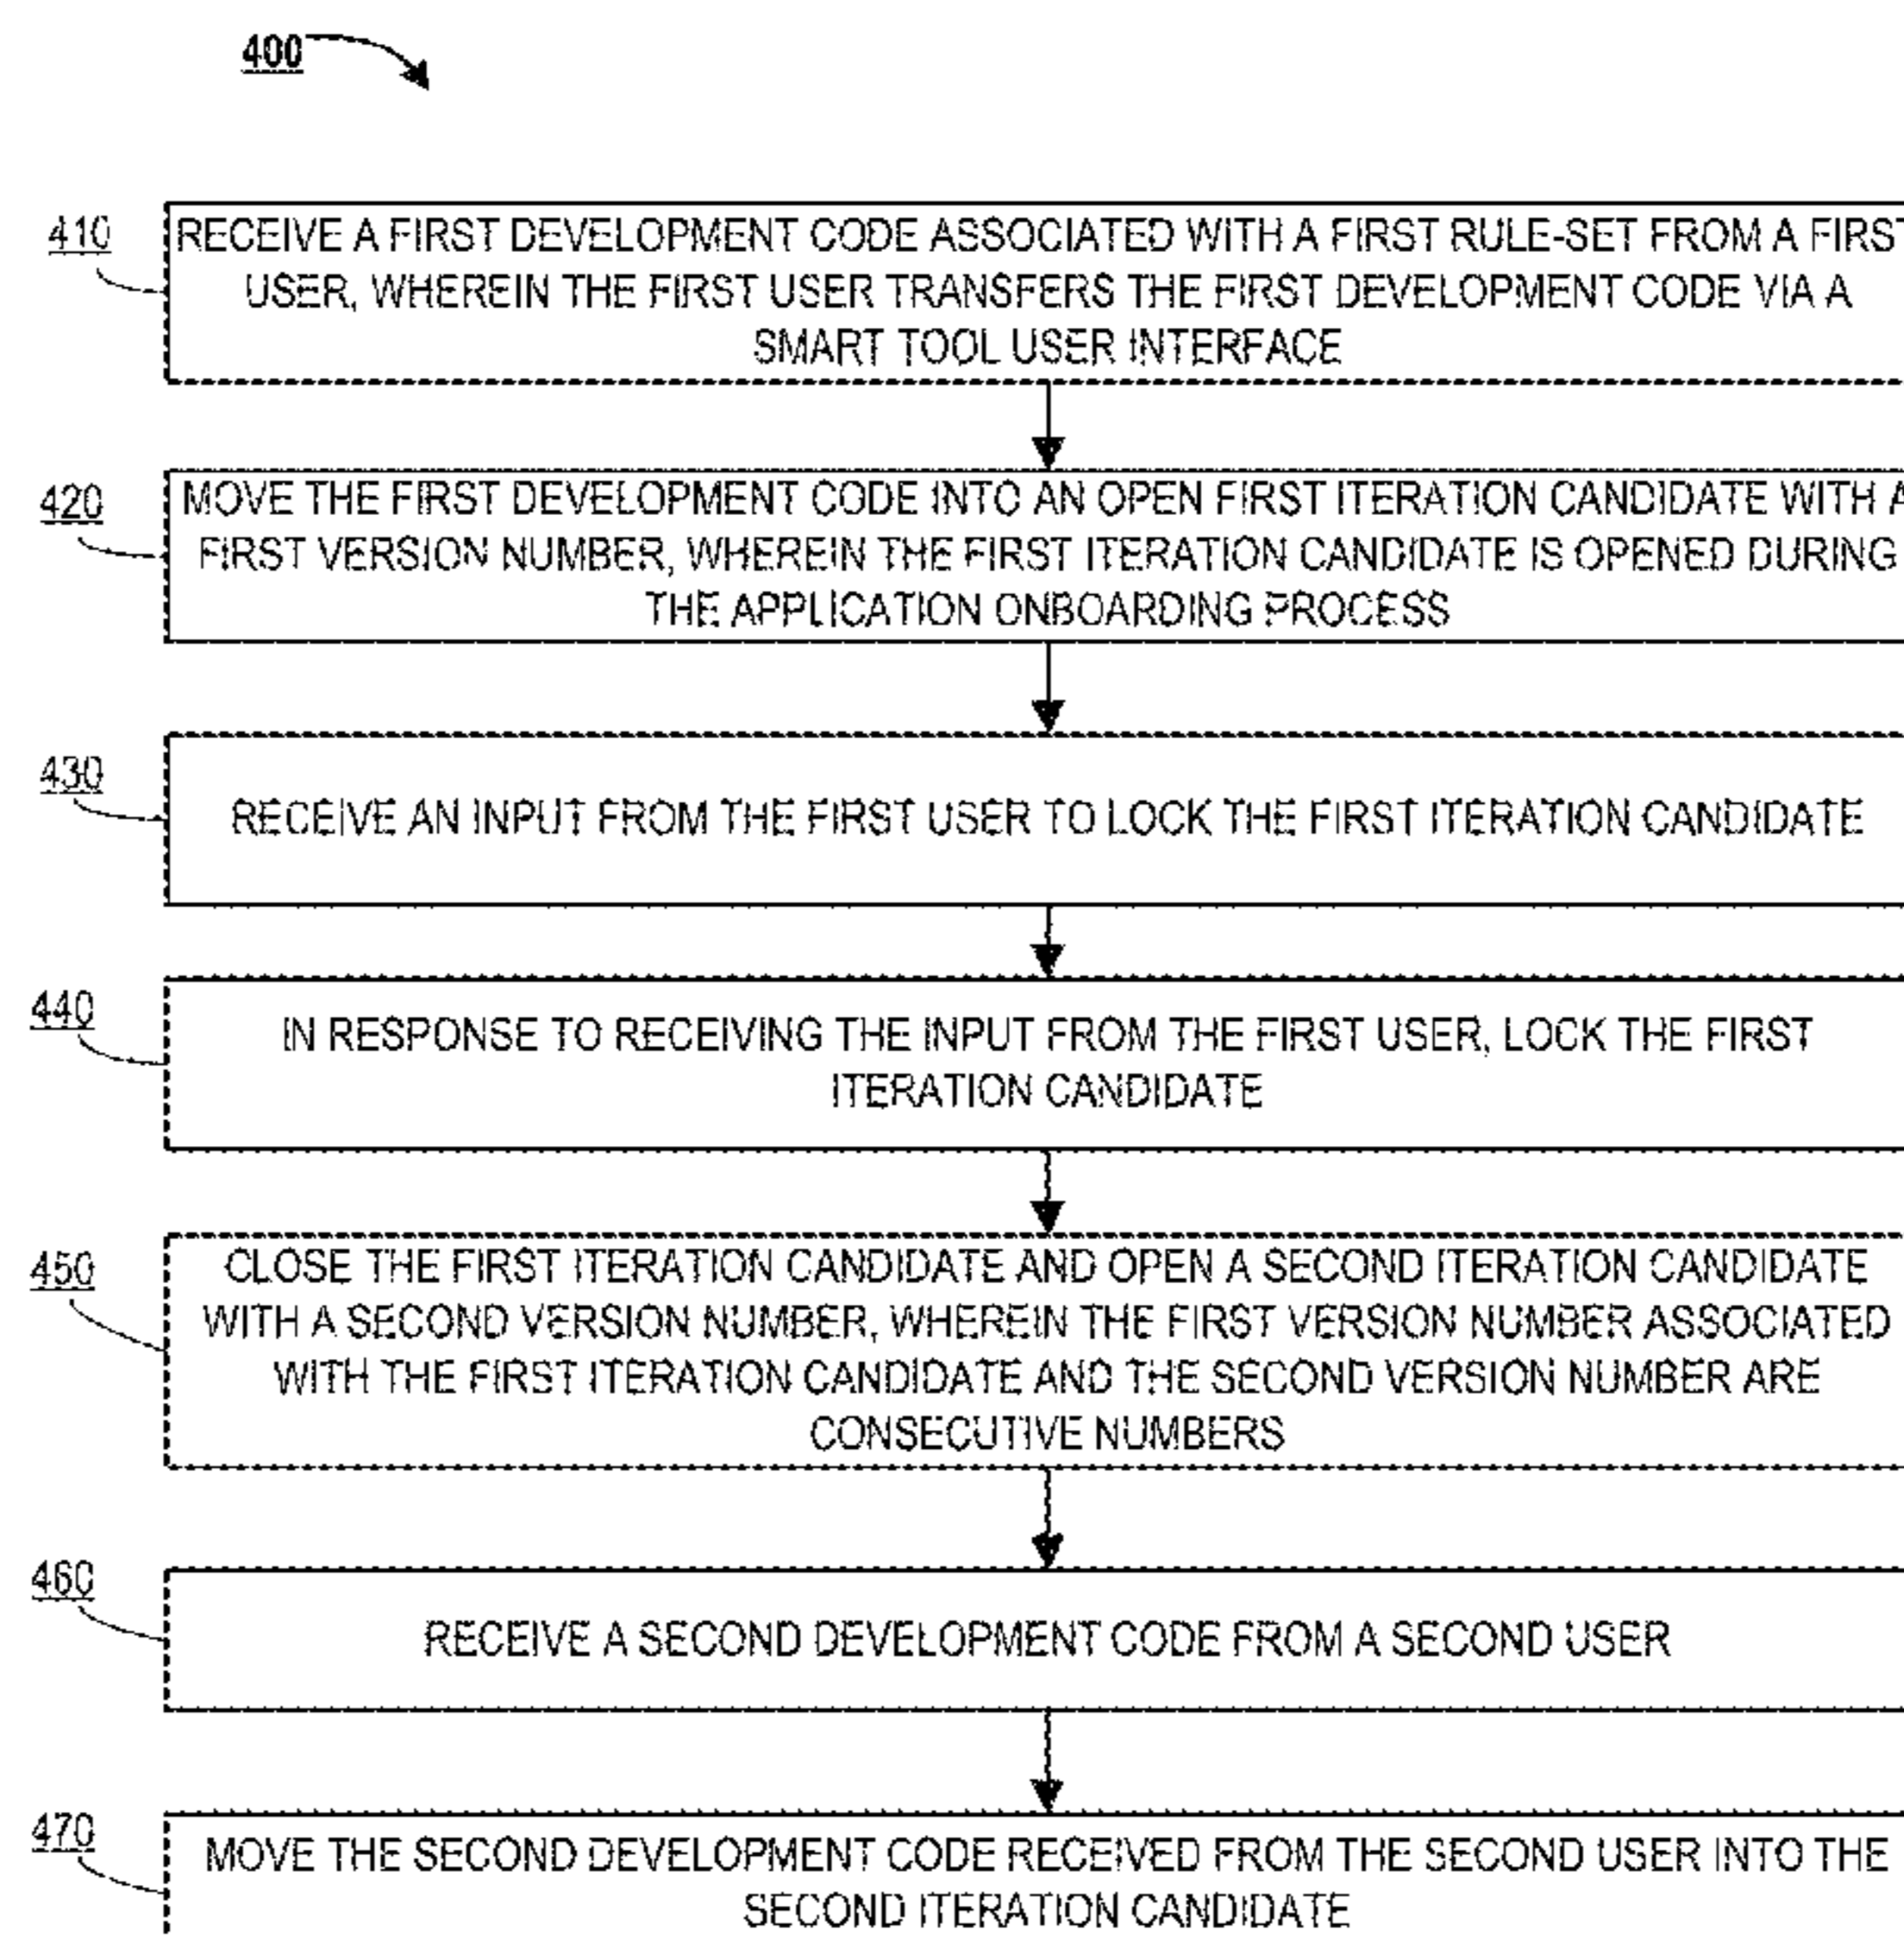 400
410
RECEIVE A FIRST DEVELOPMENT CODE ASSOCIATED WITH A FIRST RULE-SET FROM A FIRST
USER, WHEREIN THE FIRST USER TRANSFERS THE FIRST DEVELOPMENT CODE VIA A
SMART TOOL USER INTERFACE
420
MOVE THE FIRST DEVELOPMENT CODE INTO AN OPEN FIRST ITERATION CANDIDATE WITH A
FIRST VERSION NUMBER, WHEREIN THE FIRST ITERATION CANDIDATE IS OPENED DURING
THE APPLICATION ONBOARDING PROCESS
430
RECEIVE AN INPUT FROM THE FIRST USER TO LOCK THE FIRST ITERATION CANDIDATE
440
IN RESPONSE TO RECEIVING THE INPUT FROM THE FIRST USER, LOCK THE FIRST
ITERATION CANDIDATE
450
CLOSE THE FIRST ITERATION CANDIDATE AND OPEN A SECOND ITERATION CANDIDATE
WITH A SECOND VERSION NUMBER, WHEREIN THE FIRST VERSION NUMBER ASSOCIATED
WITH THE FIRST ITERATION CANDIDATE AND THE SECOND VERSION NUMBER ARE
CONSECUTIVE NUMBERS
460
RECEIVE A SECOND DEVELOPMENT CODE FROM A SECOND USER
470
MOVE THE SECOND DEVELOPMENT CODE RECEIVED FROM THE SECOND USER INTO THE
SECOND ITERATION CANDIDATE